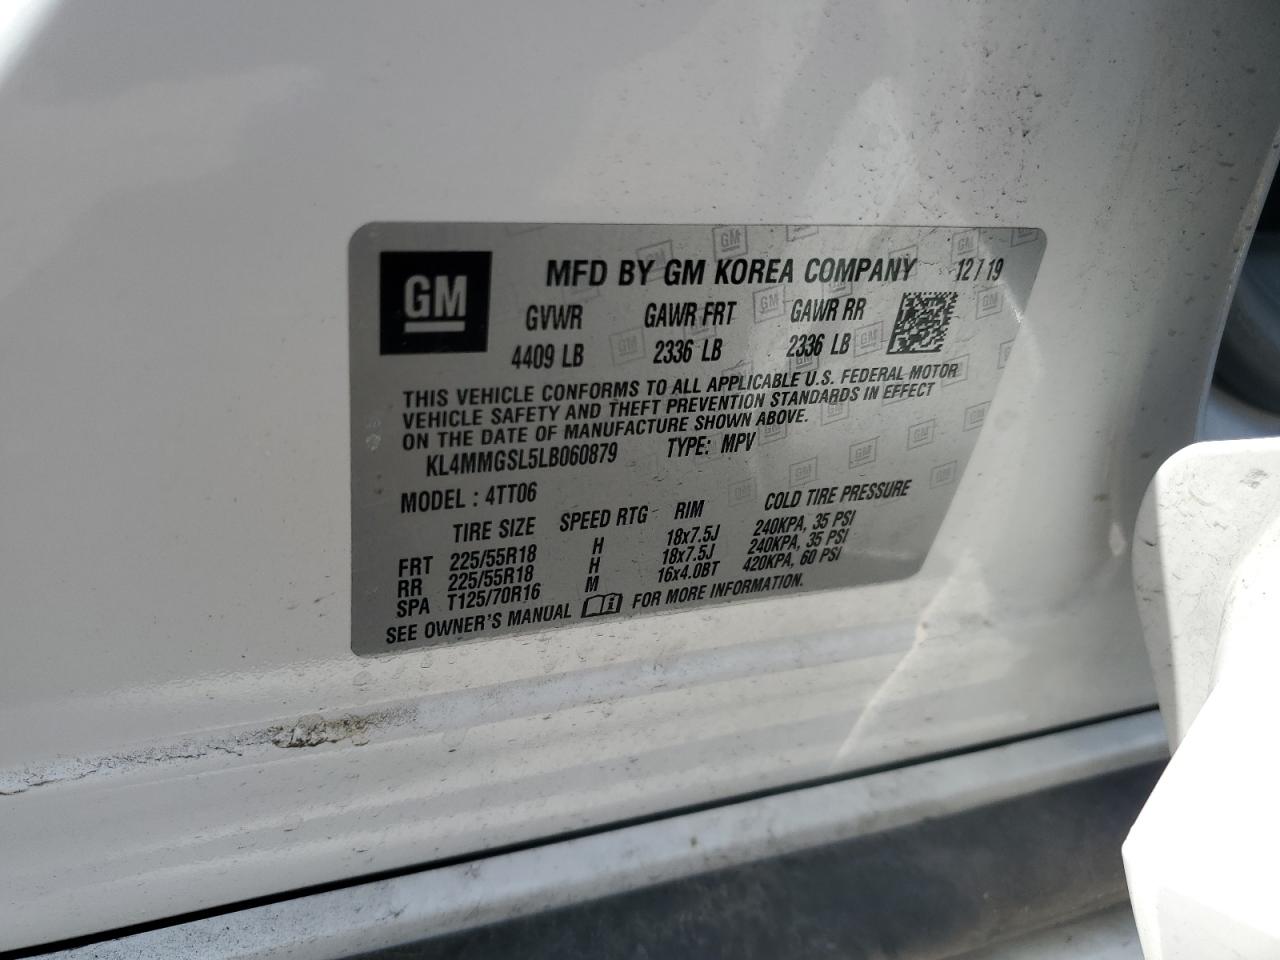 GM MFD BY GM KOREA COMPANY 12/19
GVWR GAWR FRT GAWR RR
4409 LB 2336 LB 2336 LB
THIS VEHICLE CONFORMS TO ALL APPLICABLE U.S. FEDERAL MOTOR
VEHICLE SAFETY AND THEFT PREVENTION STANDARDS IN EFFECT
ON THE DATE OF MANUFACTURE SHOWN ABOVE.
KL4MMGSL5LB060879 TYPE: MPV
MODEL : 4TT06
TIRE SIZE SPEED RTG RIM COLD TIRE PRESSURE
FRT 225/55R18 H 18x7.5J 240KPA, 35 PSI
RR 225/55R18 H 18x7.5J 240KPA, 35 PSI
SPA T125/70R16 M 16x4.0BT 420KPA, 60 PSI
SEE OWNER'S MANUAL FOR MORE INFORMATION.